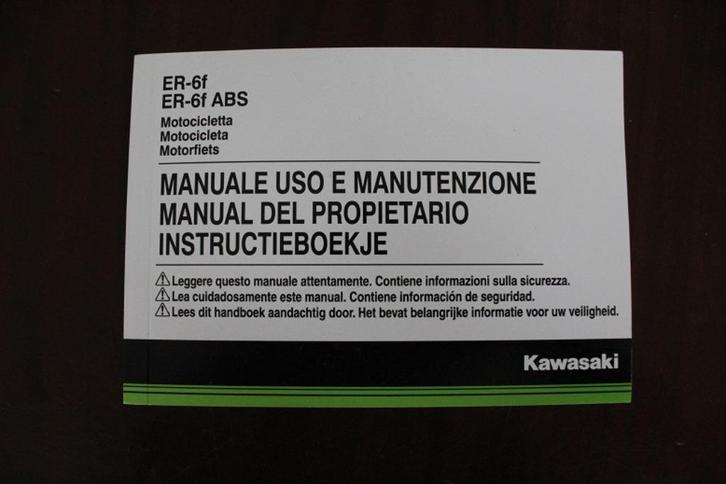 ER-6f
ER-6f ABS
Motocicletta
Motocicleta
Motorfiets
MANUALE USO E MANUTENZIONE
MANUAL DEL PROPIETARIO
INSTRUCTIEBOEKJE
⚠Leggere questo manuale attentamente. Contiene informazioni sulla sicurezza.
⚠Lea cuidadosamente este manual. Contiene información de seguridad.
⚠Lees dit handboek aandachtig door. Het bevat belangrijke informatie voor uw veiligheid.
Kawasaki